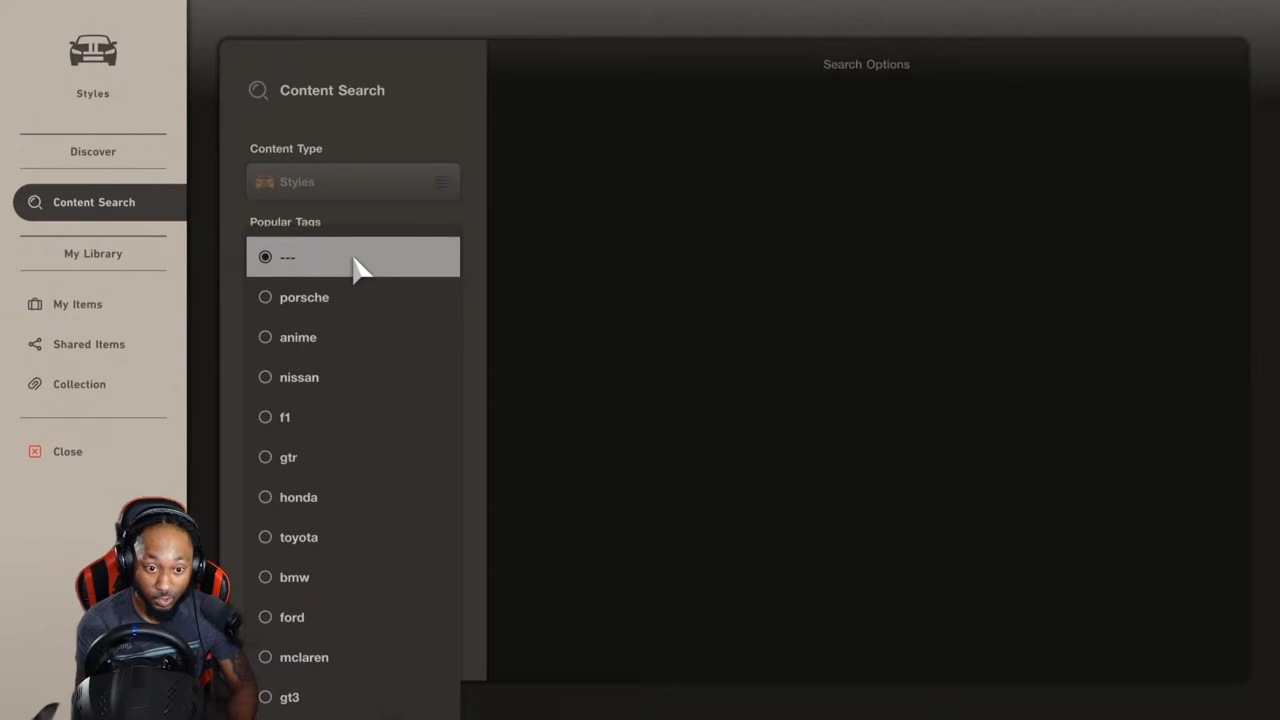 Styles
Discover
Content Search
My Library
My Items
Shared Items
Collection
Close
Content Search
Content Type
Styles
Popular Tags
---
porsche
anime
nissan
f1
gtr
honda
toyota
bmw
ford
mclaren
gt3
Search Options